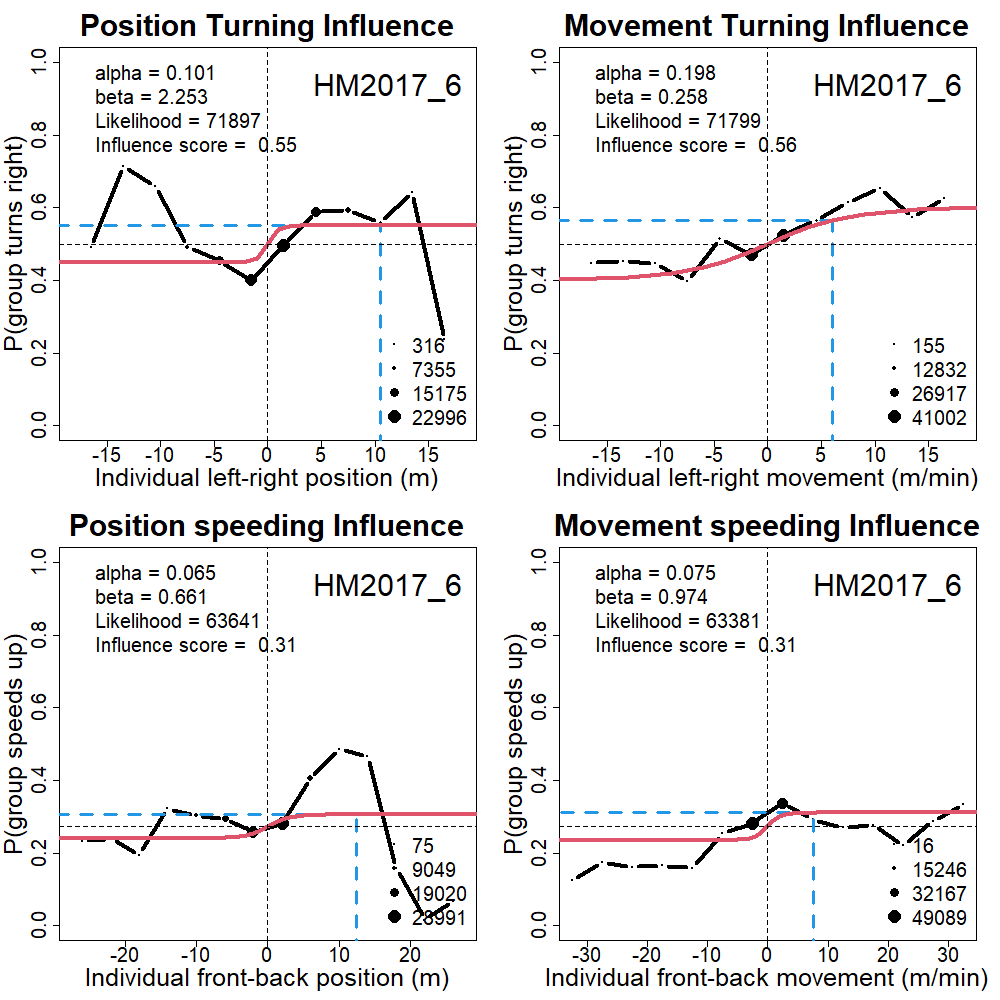 Position Turning Influence
alpha = 0.101
beta = 2.253
Likelihood = 71897
Influence score = 0.55
HM2017_6
P(group turns right)
0.0 0.2 0.4 0.6 0.8 1.0
316
7355
15175
22996
-15 -10 -5 0 5 10 15
Individual left-right position (m)
Movement Turning Influence
alpha = 0.198
beta = 0.258
Likelihood = 71799
Influence score = 0.56
HM2017_6
P(group turns right)
0.0 0.2 0.4 0.6 0.8 1.0
155
12832
26917
41002
-15 -10 -5 0 5 10 15
Individual left-right movement (m/min)
Position speeding Influence
alpha = 0.065
beta = 0.661
Likelihood = 63641
Influence score = 0.31
HM2017_6
P(group speeds up)
0.0 0.2 0.4 0.6 0.8 1.0
75
9049
19020
28991
-20 -10 0 10 20
Individual front-back position (m)
Movement speeding Influence
alpha = 0.075
beta = 0.974
Likelihood = 63381
Influence score = 0.31
HM2017_6
P(group speeds up)
0.0 0.2 0.4 0.6 0.8 1.0
16
15246
32167
49089
-30 -20 -10 0 10 20 30
Individual front-back movement (m/min)